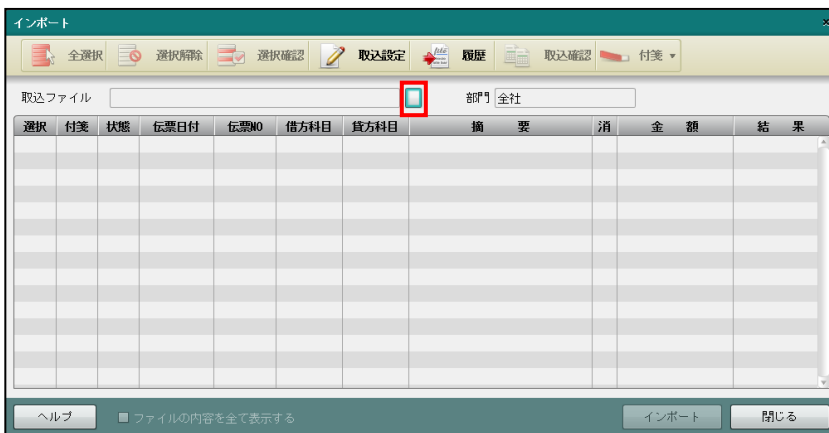 インポート
全選択 選択解除 選択確認 取込設定 履歴 取込確認 付箋
取込ファイル 部門 全社
選択 付箋 状態 伝票日付 伝票NO 借方科目 貸方科目 摘 要 消 金 額 結 果
ヘルプ ファイルの内容を全て表示する インポート 閉じる